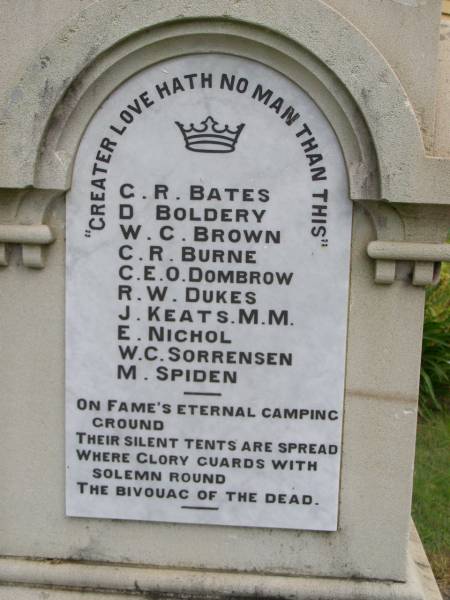 "GREATER LOVE HATH NO MAN THAN THIS"
C. R. BATES
D BOLDERY
W. C. BROWN
C. R. BURNE
C.E.O. DOMBROW
R. W. DUKES
J. KEATS. M.M.
E. NICHOL
W.C. SORRENSEN
M. SPIDEN
ON FAME'S ETERNAL CAMPING
GROUND
THEIR SILENT TENTS ARE SPREAD
WHERE GLORY GUARDS WITH
SOLEMN ROUND
THE BIVOUAC OF THE DEAD.